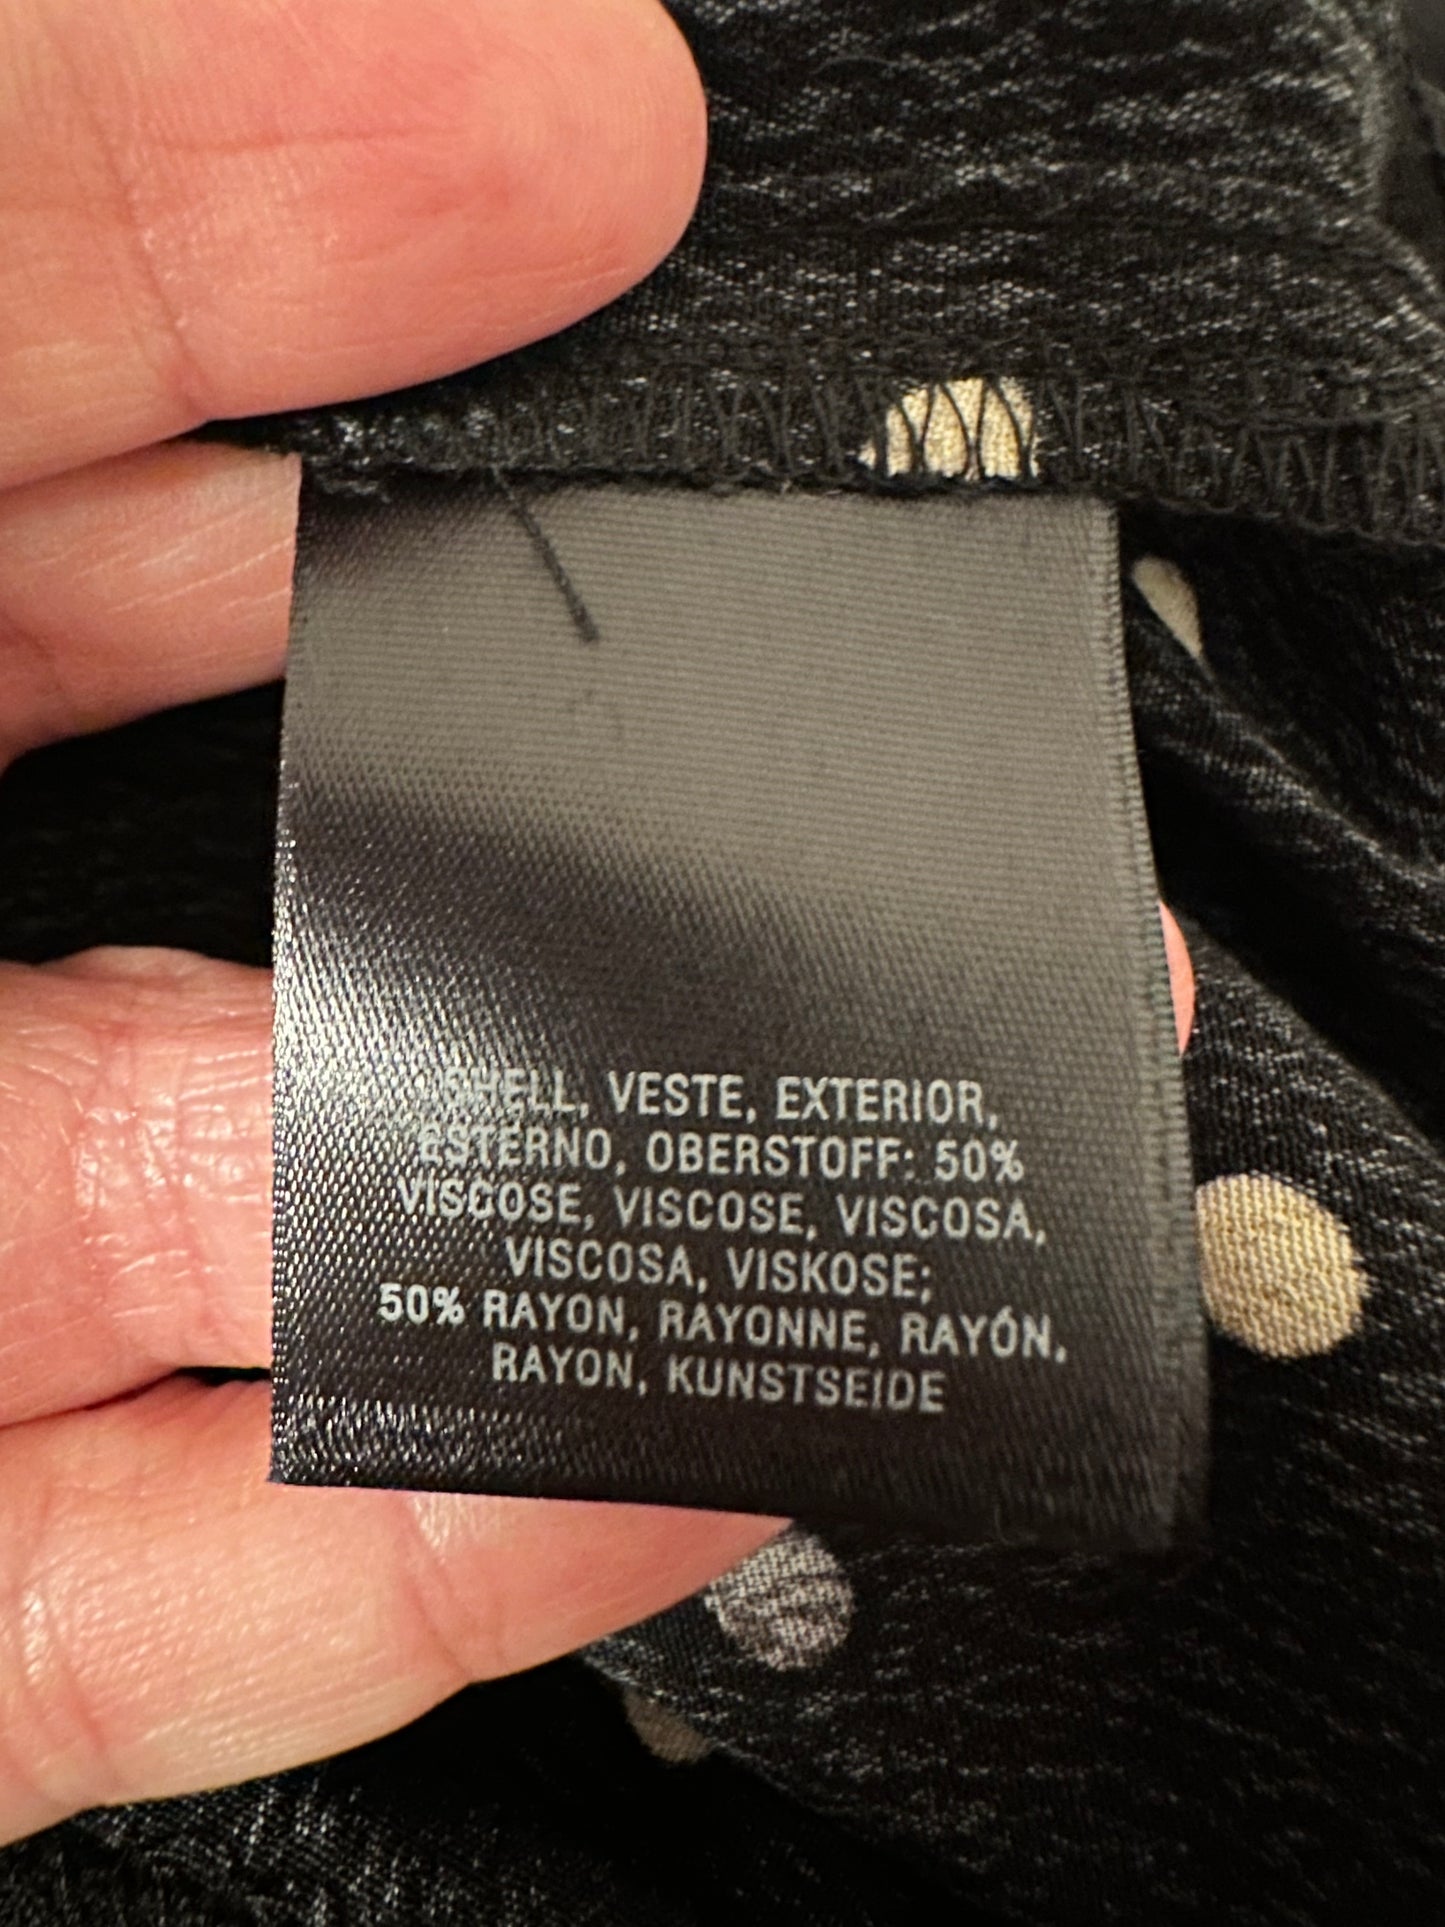 SHELL, VESTE, EXTERIOR,
ESTERNO, OBERSTOFF: 50%
VISCOSE, VISCOSE, VISCOSA,
VISCOSA, VISKOSE;
50% RAYON, RAYONNE, RAYÓN,
RAYON, KUNSTSEIDE